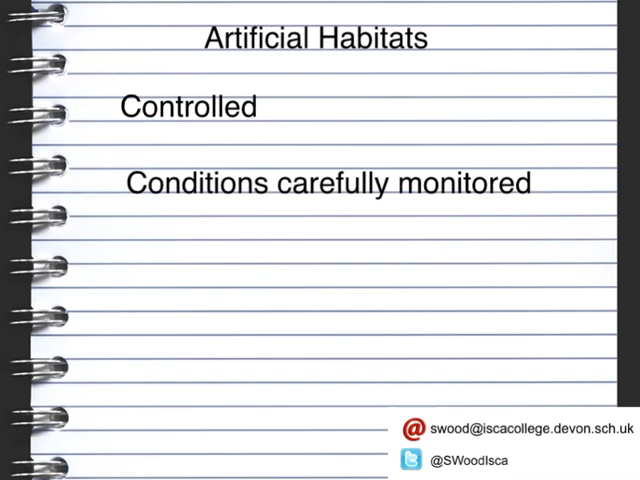 Artificial Habitats
Controlled
Conditions carefully monitored
@ swood@iscacollege.devon.sch.uk
@SWoodIsca